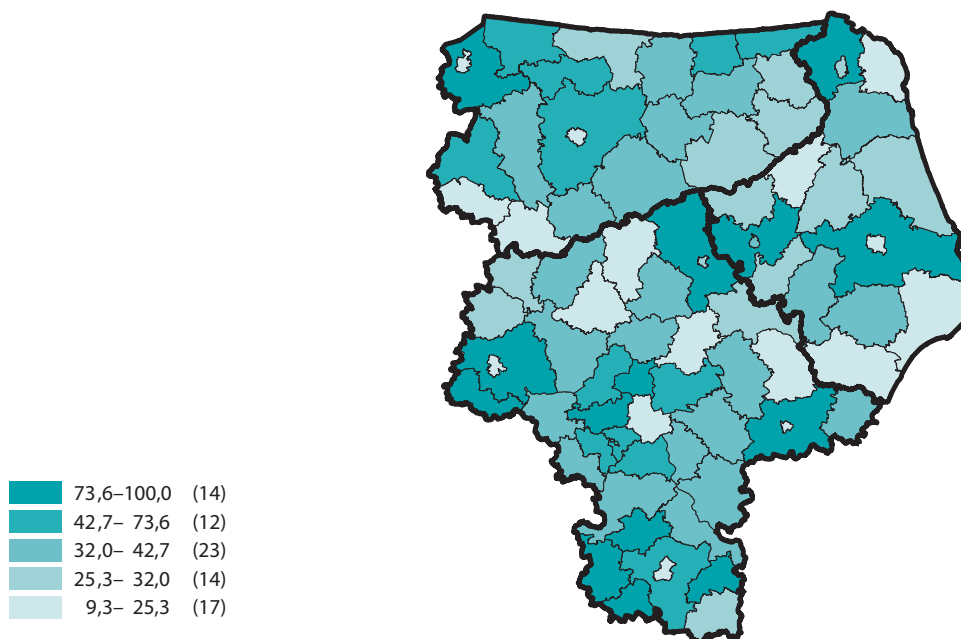 73,6–100,0 (14)
42,7– 73,6 (12)
32,0– 42,7 (23)
25,3– 32,0 (14)
9,3– 25,3 (17)